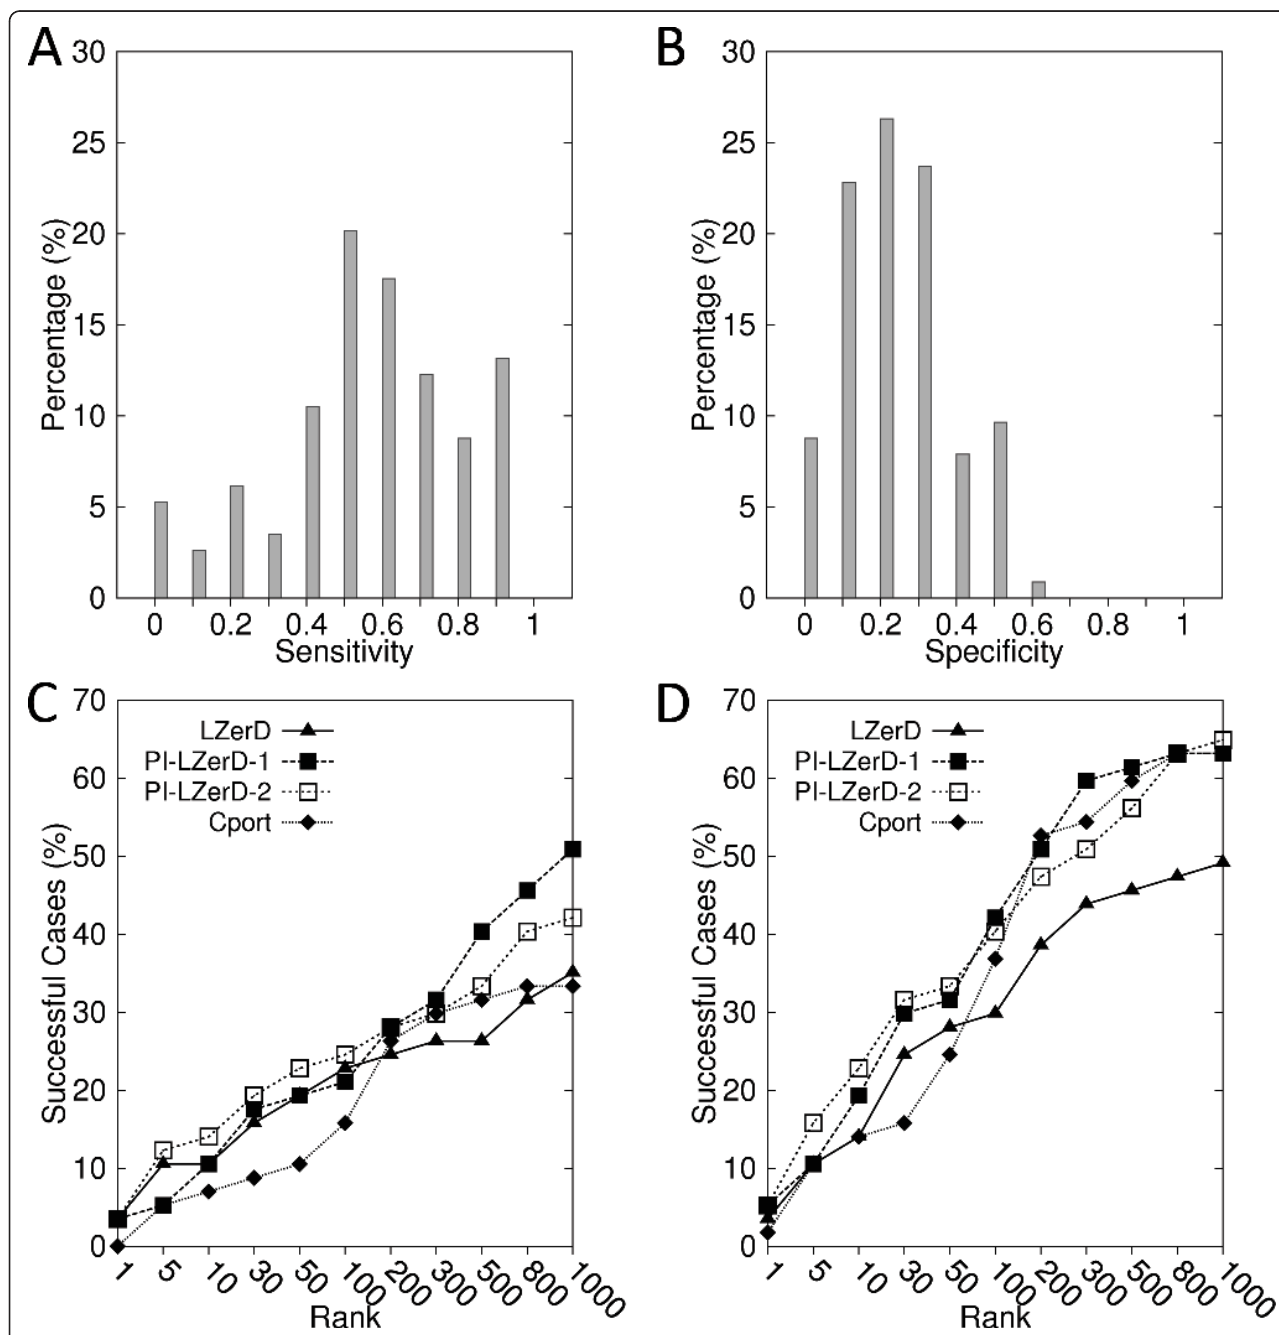 A
30
25
20
15
10
5
0
Percentage (%)
0 0.2 0.4 0.6 0.8 1
Sensitivity
B
30
25
20
15
10
5
0
Percentage (%)
0 0.2 0.4 0.6 0.8 1
Specificity
C
70
60
50
40
30
20
10
0
Successful Cases (%)
LZerD
PI-LZerD-1
PI-LZerD-2
Cport
1 5 10 30 50 100 200 300 500 800 1000
Rank
D
70
60
50
40
30
20
10
0
Successful Cases (%)
LZerD
PI-LZerD-1
PI-LZerD-2
Cport
1 5 10 30 50 100 200 300 500 800 1000
Rank